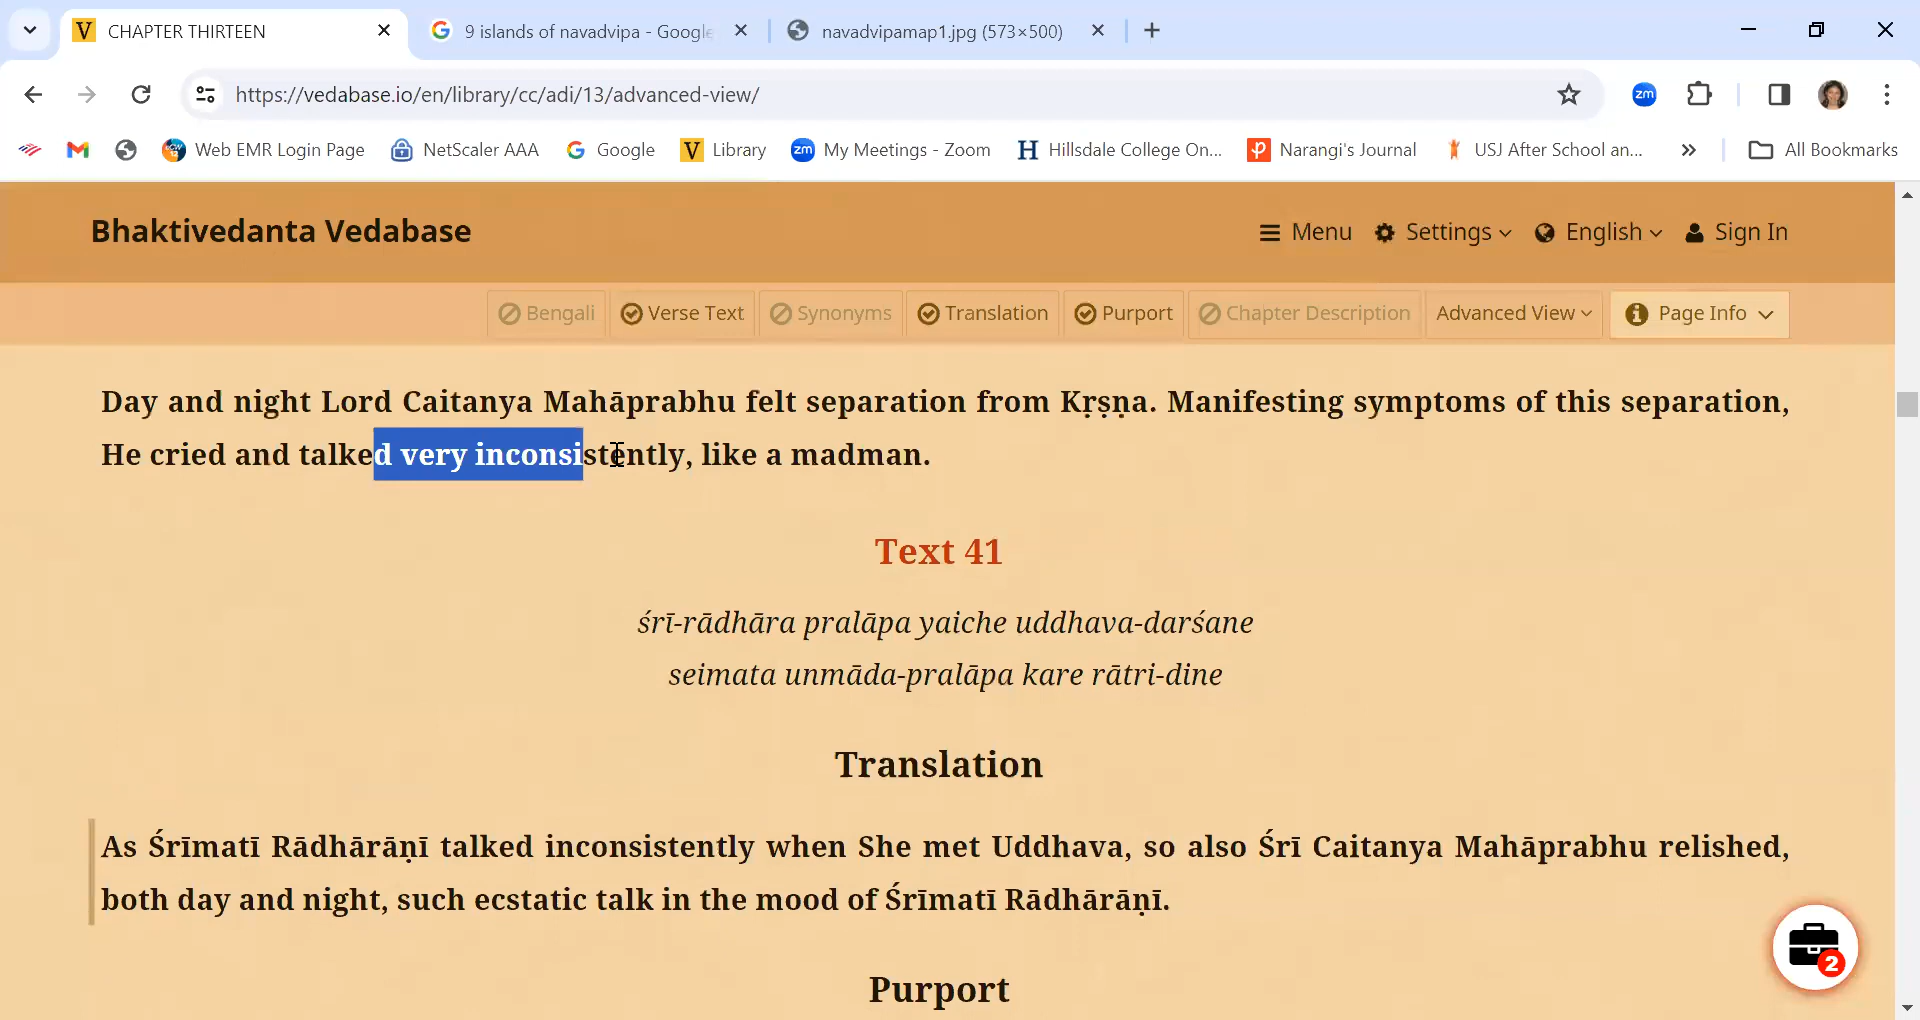 CHAPTER THIRTEEN
9 islands of navadvipa - Google
navadvipamap1.jpg (573×500)
https://vedabase.io/en/library/cc/adi/13/advanced-view/
zm
Web EMR Login Page
NetScaler AAA
Google
Library
zm My Meetings - Zoom
Hillsdale College On...
Narangi's Journal
USJ After School an...
»
All Bookmarks
Bhaktivedanta Vedabase
Menu
Settings
English
Sign In
Bengali
Verse Text
Synonyms
Translation
Purport
Chapter Description
Advanced View
Page Info
Day and night Lord Caitanya Mahāprabhu felt separation from Kṛṣṇa. Manifesting symptoms of this separation,
He cried and talked very inconsistently, like a madman.
Text 41
śrī-rādhāra pralāpa yaiche uddhava-darśane
seimata unmāda-pralāpa kare rātri-dine
Translation
As Śrīmatī Rādhārāṇī talked inconsistently when She met Uddhava, so also Śrī Caitanya Mahāprabhu relished,
both day and night, such ecstatic talk in the mood of Śrīmatī Rādhārāṇī.
2
Purport